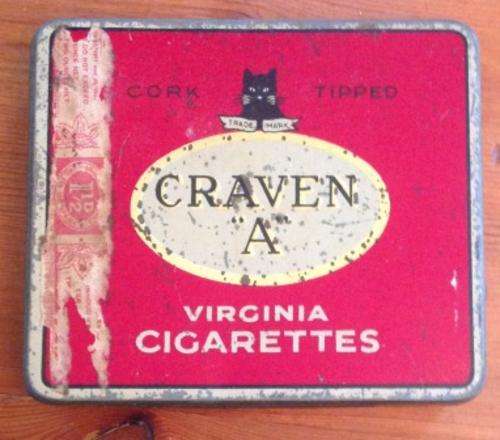 CORK TIPPED
TRADE MARK
CRAVEN
"A"
VIRGINIA
CIGARETTES